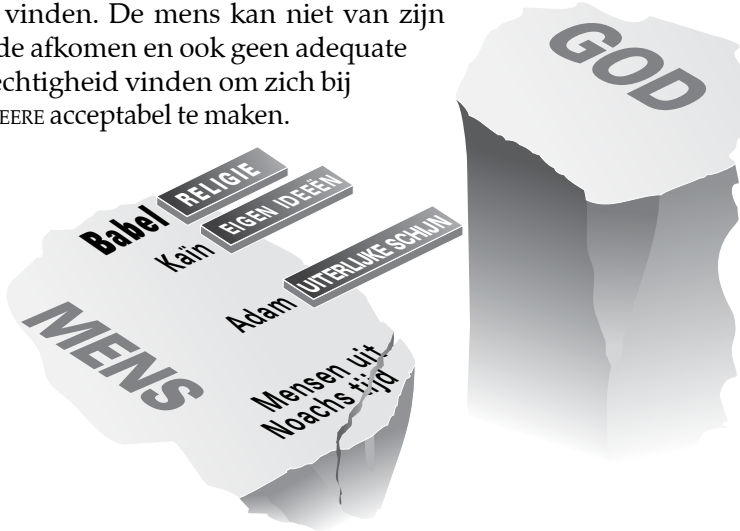 vinden. De mens kan niet van zijn
de afkomen en ook geen adequate
echtigheid vinden om zich bij
EERE acceptabel te maken.
GOD
Babel RELIGIE
Kaïn EIGEN IDEEËN
Adam UITERLIJKE SCHIJN
MENS
Mensen uit
Noachs tijd